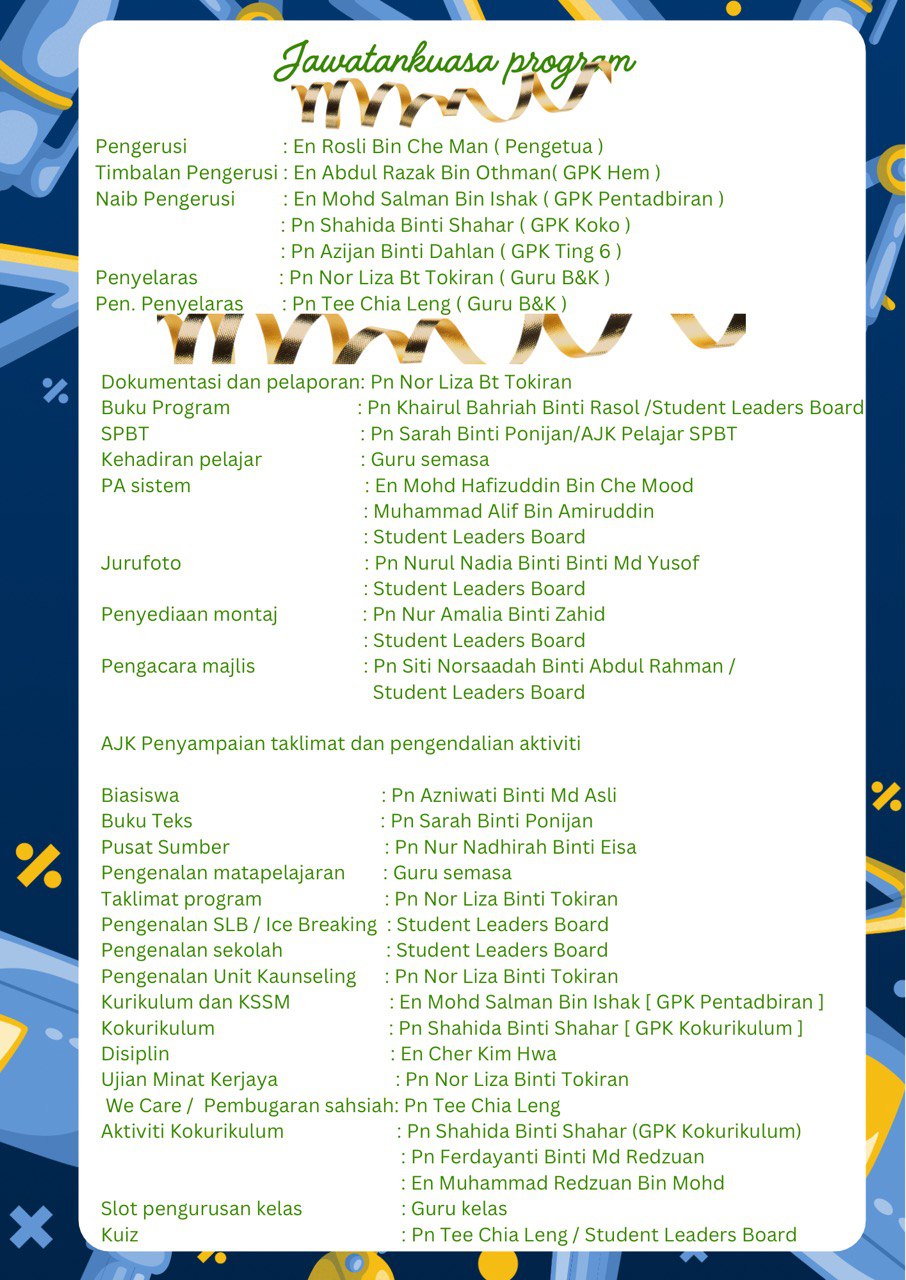 Jawatankuasa program
Pengerusi : En Rosli Bin Che Man ( Pengetua )
Timbalan Pengerusi : En Abdul Razak Bin Othman( GPK Hem )
Naib Pengerusi : En Mohd Salman Bin Ishak ( GPK Pentadbiran )
: Pn Shahida Binti Shahar ( GPK Koko )
: Pn Azijan Binti Dahlan ( GPK Ting 6 )
Penyelaras : Pn Nor Liza Bt Tokiran ( Guru B&K )
Pen. Penyelaras : Pn Tee Chia Leng ( Guru B&K )
Dokumentasi dan pelaporan: Pn Nor Liza Bt Tokiran
Buku Program : Pn Khairul Bahriah Binti Rasol /Student Leaders Board
SPBT : Pn Sarah Binti Ponijan/AJK Pelajar SPBT
Kehadiran pelajar : Guru semasa
PA sistem : En Mohd Hafizuddin Bin Che Mood
: Muhammad Alif Bin Amiruddin
: Student Leaders Board
Jurufoto : Pn Nurul Nadia Binti Binti Md Yusof
: Student Leaders Board
Penyediaan montaj : Pn Nur Amalia Binti Zahid
: Student Leaders Board
Pengacara majlis : Pn Siti Norsaadah Binti Abdul Rahman /
Student Leaders Board
AJK Penyampaian taklimat dan pengendalian aktiviti
Biasiswa : Pn Azniwati Binti Md Asli
Buku Teks : Pn Sarah Binti Ponijan
Pusat Sumber : Pn Nur Nadhirah Binti Eisa
Pengenalan matapelajaran : Guru semasa
Taklimat program : Pn Nor Liza Binti Tokiran
Pengenalan SLB / Ice Breaking : Student Leaders Board
Pengenalan sekolah : Student Leaders Board
Pengenalan Unit Kaunseling : Pn Nor Liza Binti Tokiran
Kurikulum dan KSSM : En Mohd Salman Bin Ishak [ GPK Pentadbiran ]
Kokurikulum : Pn Shahida Binti Shahar [ GPK Kokurikulum ]
Disiplin : En Cher Kim Hwa
Ujian Minat Kerjaya : Pn Nor Liza Binti Tokiran
We Care / Pembugaran sahsiah: Pn Tee Chia Leng
Aktiviti Kokurikulum : Pn Shahida Binti Shahar (GPK Kokurikulum)
: Pn Ferdayanti Binti Md Redzuan
: En Muhammad Redzuan Bin Mohd
Slot pengurusan kelas : Guru kelas
Kuiz : Pn Tee Chia Leng / Student Leaders Board